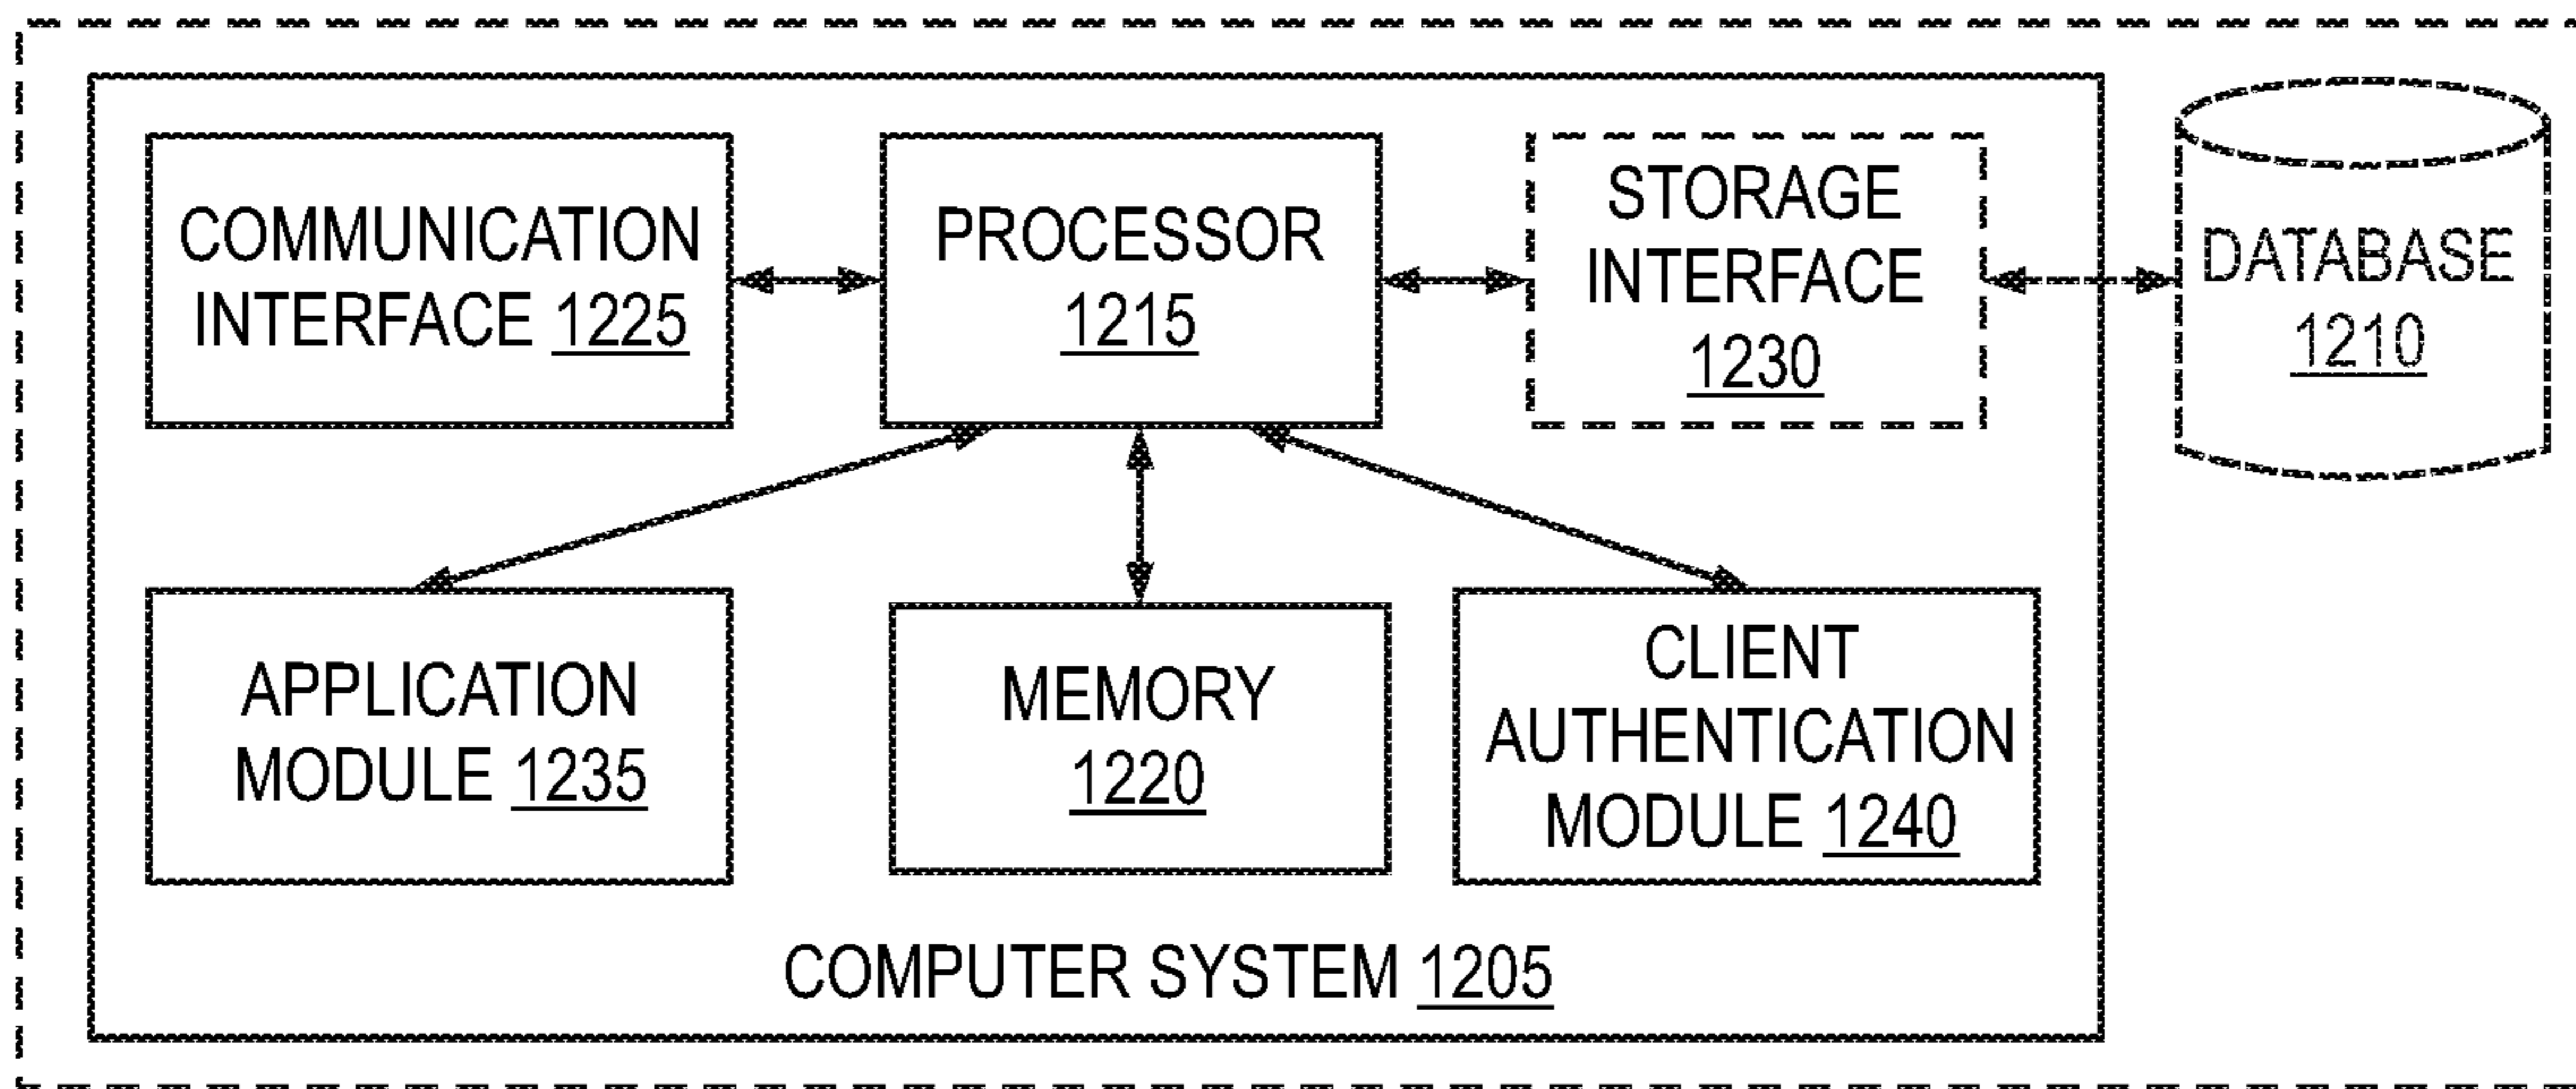 COMMUNICATION
INTERFACE 1225
PROCESSOR
1215
STORAGE
INTERFACE
1230
DATABASE
1210
APPLICATION
MODULE 1235
MEMORY
1220
CLIENT
AUTHENTICATION
MODULE 1240
COMPUTER SYSTEM 1205